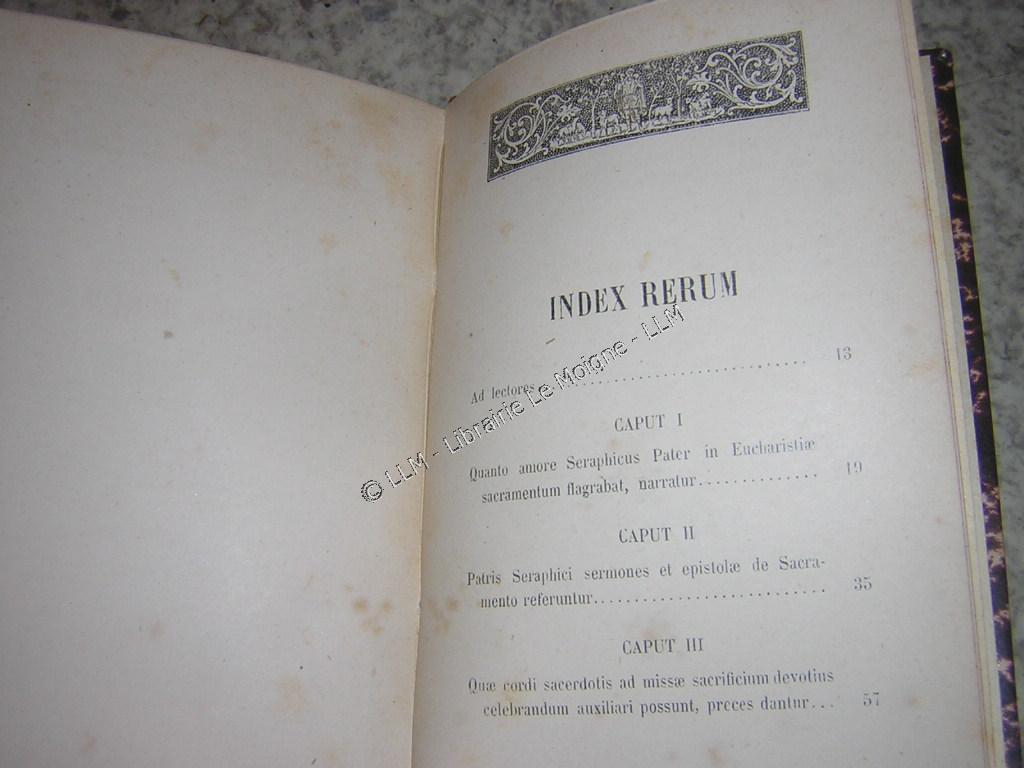 INDEX RERUM
Ad lectores . . . . . . . . . . . . . . . . . . . . . . . . . 13
CAPUT I
Quanto amore Seraphicus Pater in Eucharistiæ
sacramentum flagrabat, narratur . . . . . . . . . . . . . 19
CAPUT II
Patris Seraphici sermones et epistolæ de Sacra-
mento referuntur . . . . . . . . . . . . . . . . . . . . . . . . 35
CAPUT III
Quæ cordi sacerdotis ad missæ sacrificium devotius
celebrandum auxiliari possunt, preces dantur . . . 57
© LLM - Librairie Le Moigne - LLM